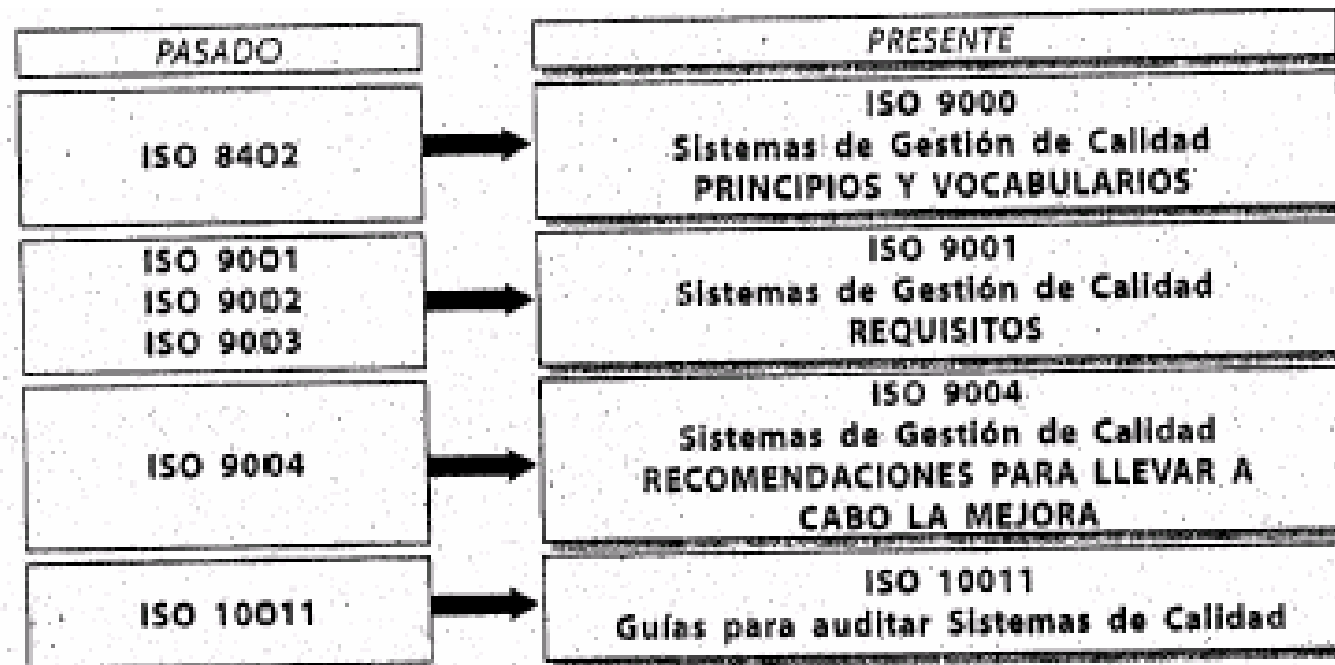 PASADO
PRESENTE
ISO 8402
ISO 9000
Sistemas de Gestión de Calidad
PRINCIPIOS Y VOCABULARIOS
ISO 9001
ISO 9002
ISO 9003
ISO 9001
Sistemas de Gestión de Calidad
REQUISITOS
ISO 9004
ISO 9004
Sistemas de Gestión de Calidad
RECOMENDACIONES PARA LLEVAR A
CABO LA MEJORA
ISO 10011
ISO 10011
Guías para auditar Sistemas de Calidad